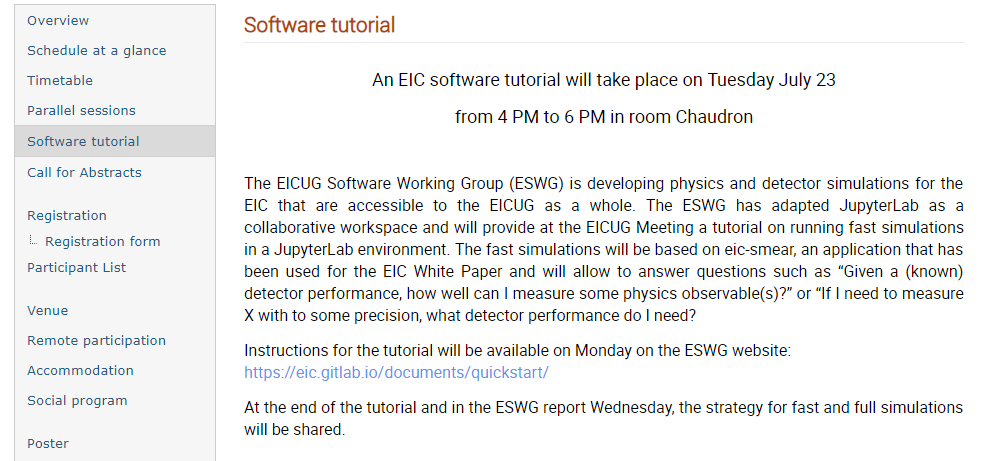 Overview
Schedule at a glance
Timetable
Parallel sessions
Software tutorial
Call for Abstracts
Registration
Registration form
Participant List
Venue
Remote participation
Accommodation
Social program
Poster
Software tutorial
An EIC software tutorial will take place on Tuesday July 23
from 4 PM to 6 PM in room Chaudron
The EICUG Software Working Group (ESWG) is developing physics and detector simulations for the
EIC that are accessible to the EICUG as a whole. The ESWG has adapted JupyterLab as a
collaborative workspace and will provide at the EICUG Meeting a tutorial on running fast simulations
in a JupyterLab environment. The fast simulations will be based on eic-smear, an application that has
been used for the EIC White Paper and will allow to answer questions such as “Given a (known)
detector performance, how well can I measure some physics observable(s)?” or “If I need to measure
X with to some precision, what detector performance do I need?
Instructions for the tutorial will be available on Monday on the ESWG website:
https://eic.gitlab.io/documents/quickstart/
At the end of the tutorial and in the ESWG report Wednesday, the strategy for fast and full simulations
will be shared.